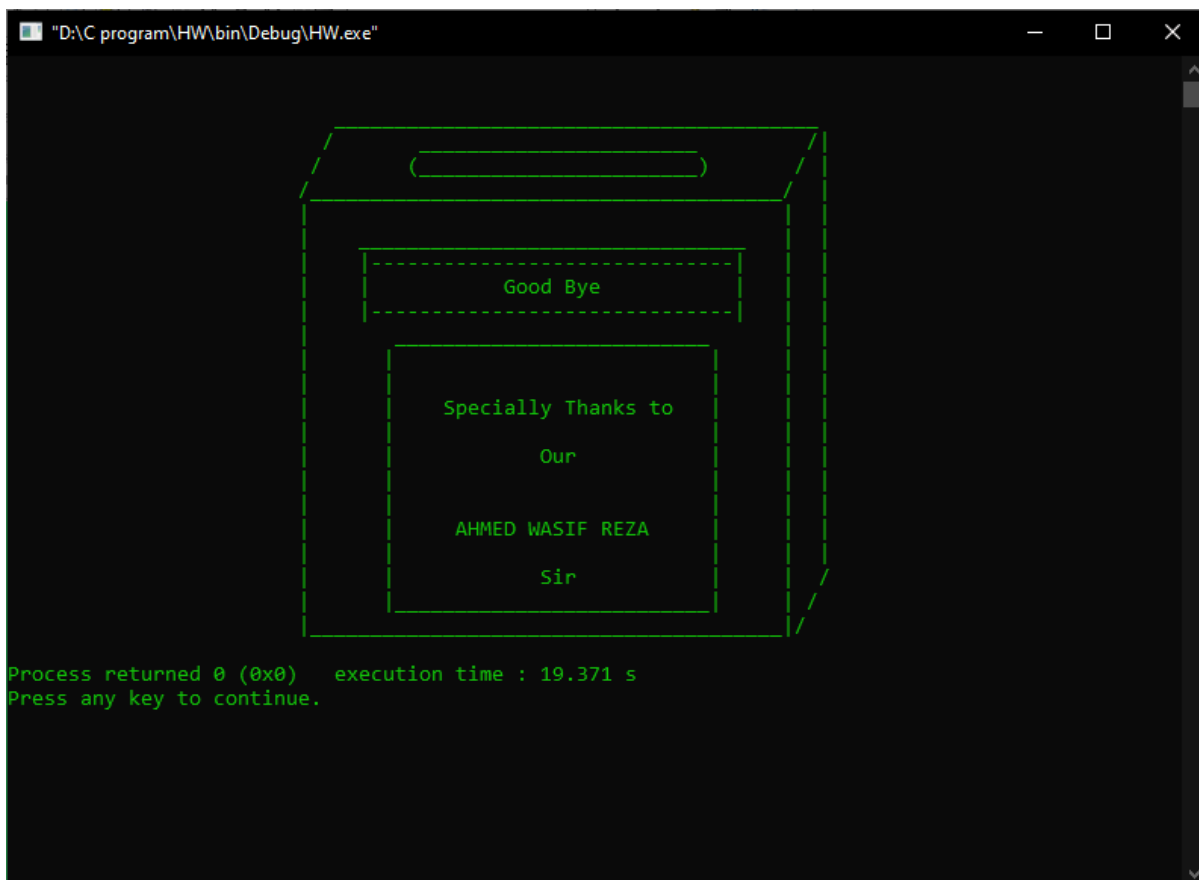 "D:\C program\HW\bin\Debug\HW.exe"
Good Bye
Specially Thanks to
Our
AHMED WASIF REZA
Sir
Process returned 0 (0x0)   execution time : 19.371 s
Press any key to continue.